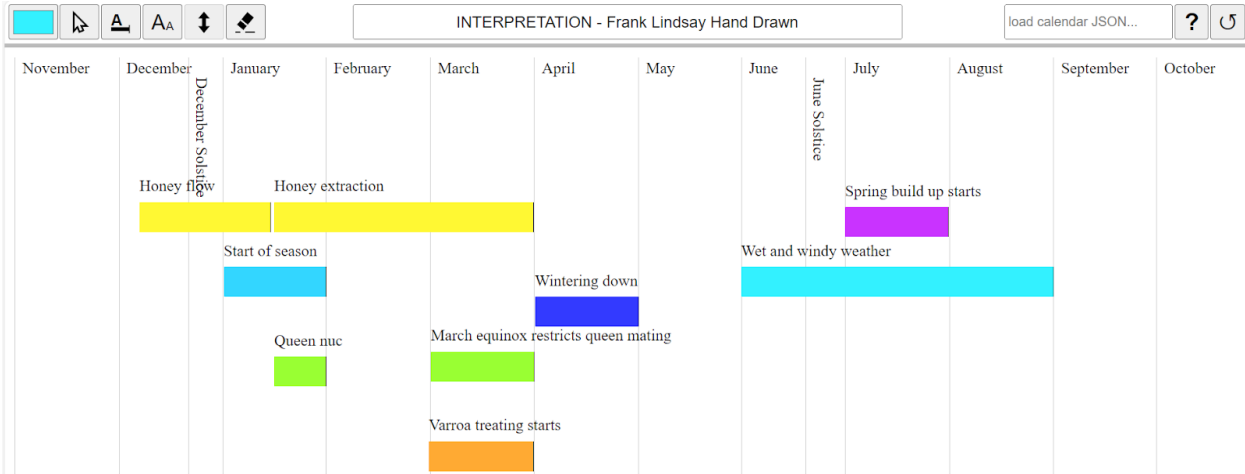 A A A
INTERPRETATION - Frank Lindsay Hand Drawn
load calendar JSON...
?
November December January February March April May June July August September October
December Solstice
June Solstice
Honey flow
Honey extraction
Spring build up starts
Start of season
Wet and windy weather
Wintering down
Queen nuc
March equinox restricts queen mating
Varroa treating starts